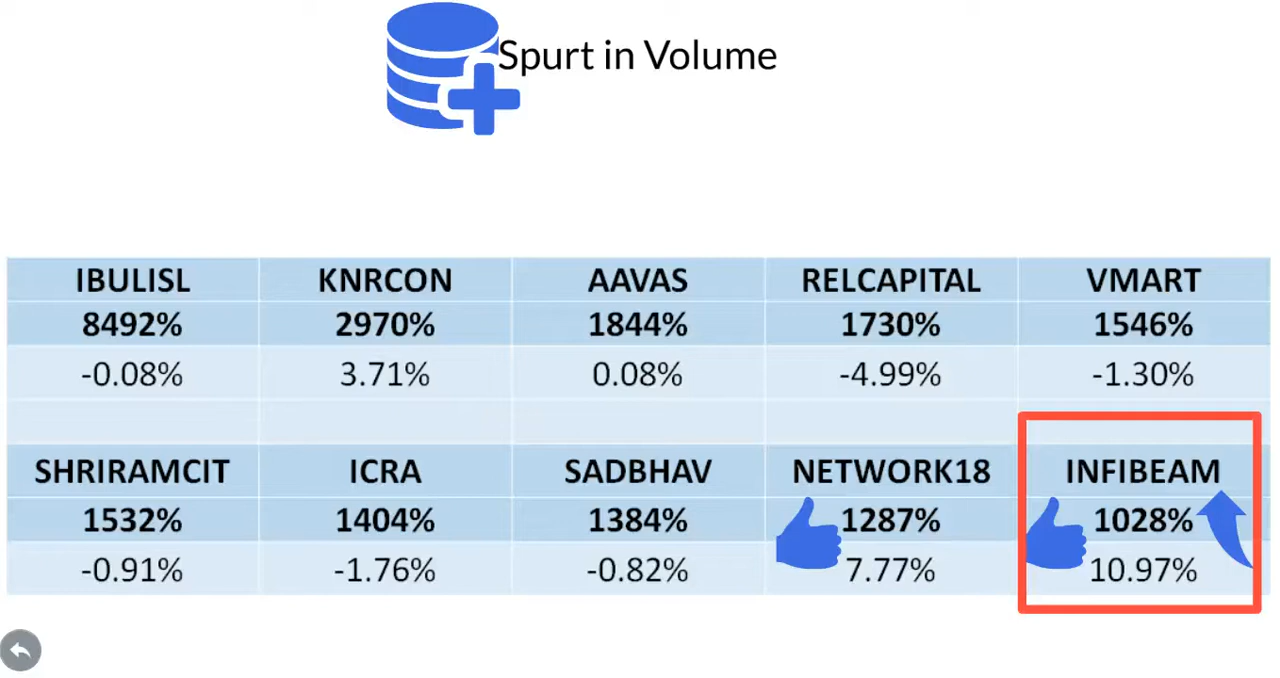 Spurt in Volume
IBULISL KNRCON AAVAS RELCAPITAL VMART
8492% 2970% 1844% 1730% 1546%
-0.08% 3.71% 0.08% -4.99% -1.30%
SHRIRAMCIT ICRA SADBHAV NETWORK18 INFIBEAM
1532% 1404% 1384% 1287% 1028%
-0.91% -1.76% -0.82% 7.77% 10.97%